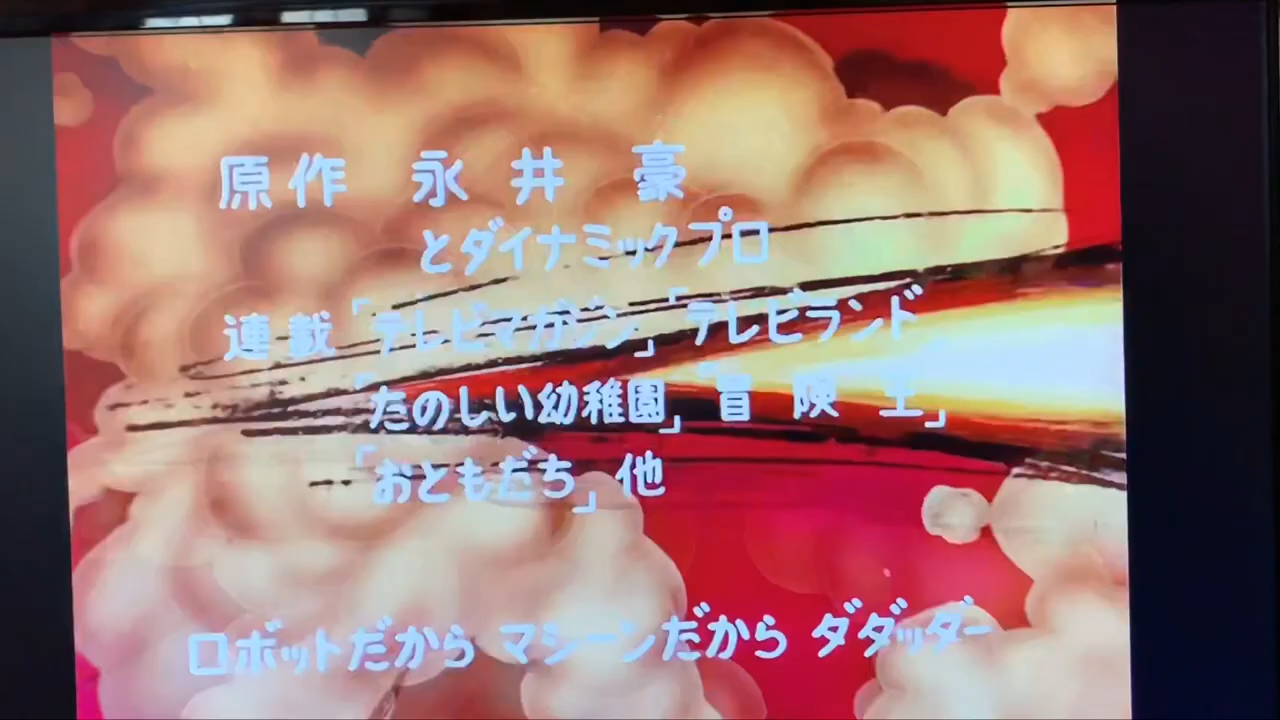 原作 永井 豪
とダイナミックプロ
連載「テレビマガジン」「テレビランド」
「たのしい幼稚園」「冒険王」
「おともだち」他
ロボットだから マシーンだから ダダッダー